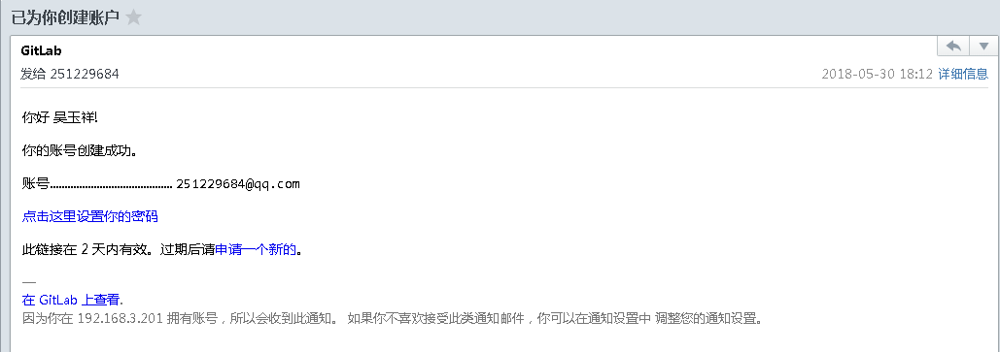 已为你创建账户
GitLab
发给 251229684
2018-05-30 18:12 详细信息
你好 吴玉祥!
你的账号创建成功。
账号.......................................... 251229684@qq.com
点击这里设置你的密码
此链接在 2 天内有效。过期后请申请一个新的。
—
在 GitLab 上查看.
因为你在 192.168.3.201 拥有账号，所以会收到此通知。 如果你不喜欢接受此类通知邮件，你可以在通知设置中 调整您的通知设置。